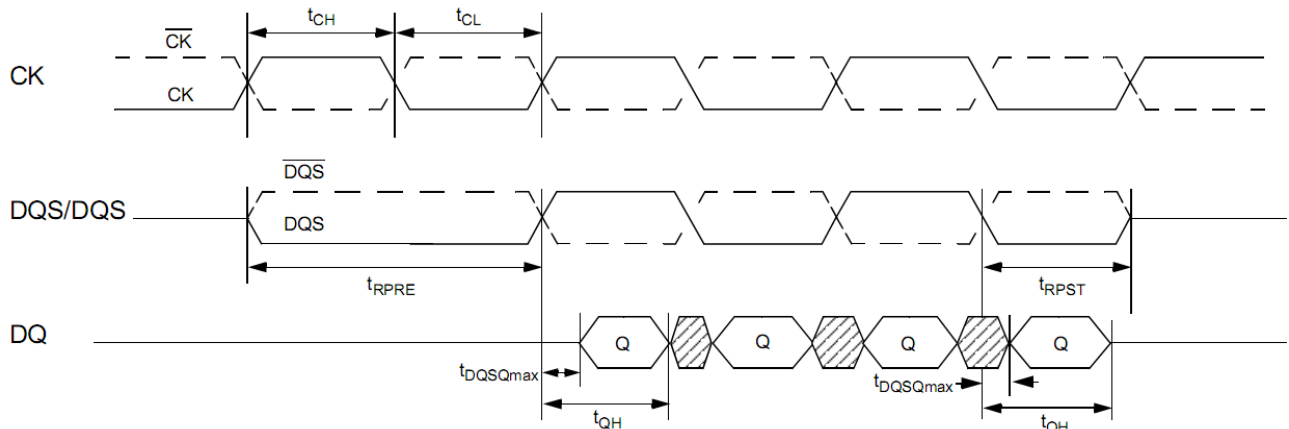 tCH tCL
CK
CK
CK
DQS
DQS/DQS
DQS
tRPRE
tRPST
DQ
Q Q Q Q
tDQSQmax
tDQSQmax
tQH
tQH